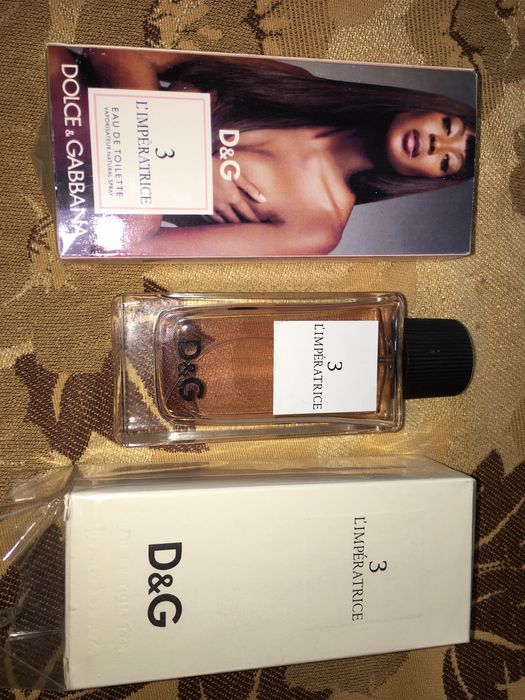 D&G
3
L'IMPÉRATRICE
EAU DE TOILETTE
VAPORISATEUR NATURAL SPRAY
DOLCE & GABBANA
3
L'IMPÉRATRICE
D&G
3
L'IMPÉRATRICE
D&G